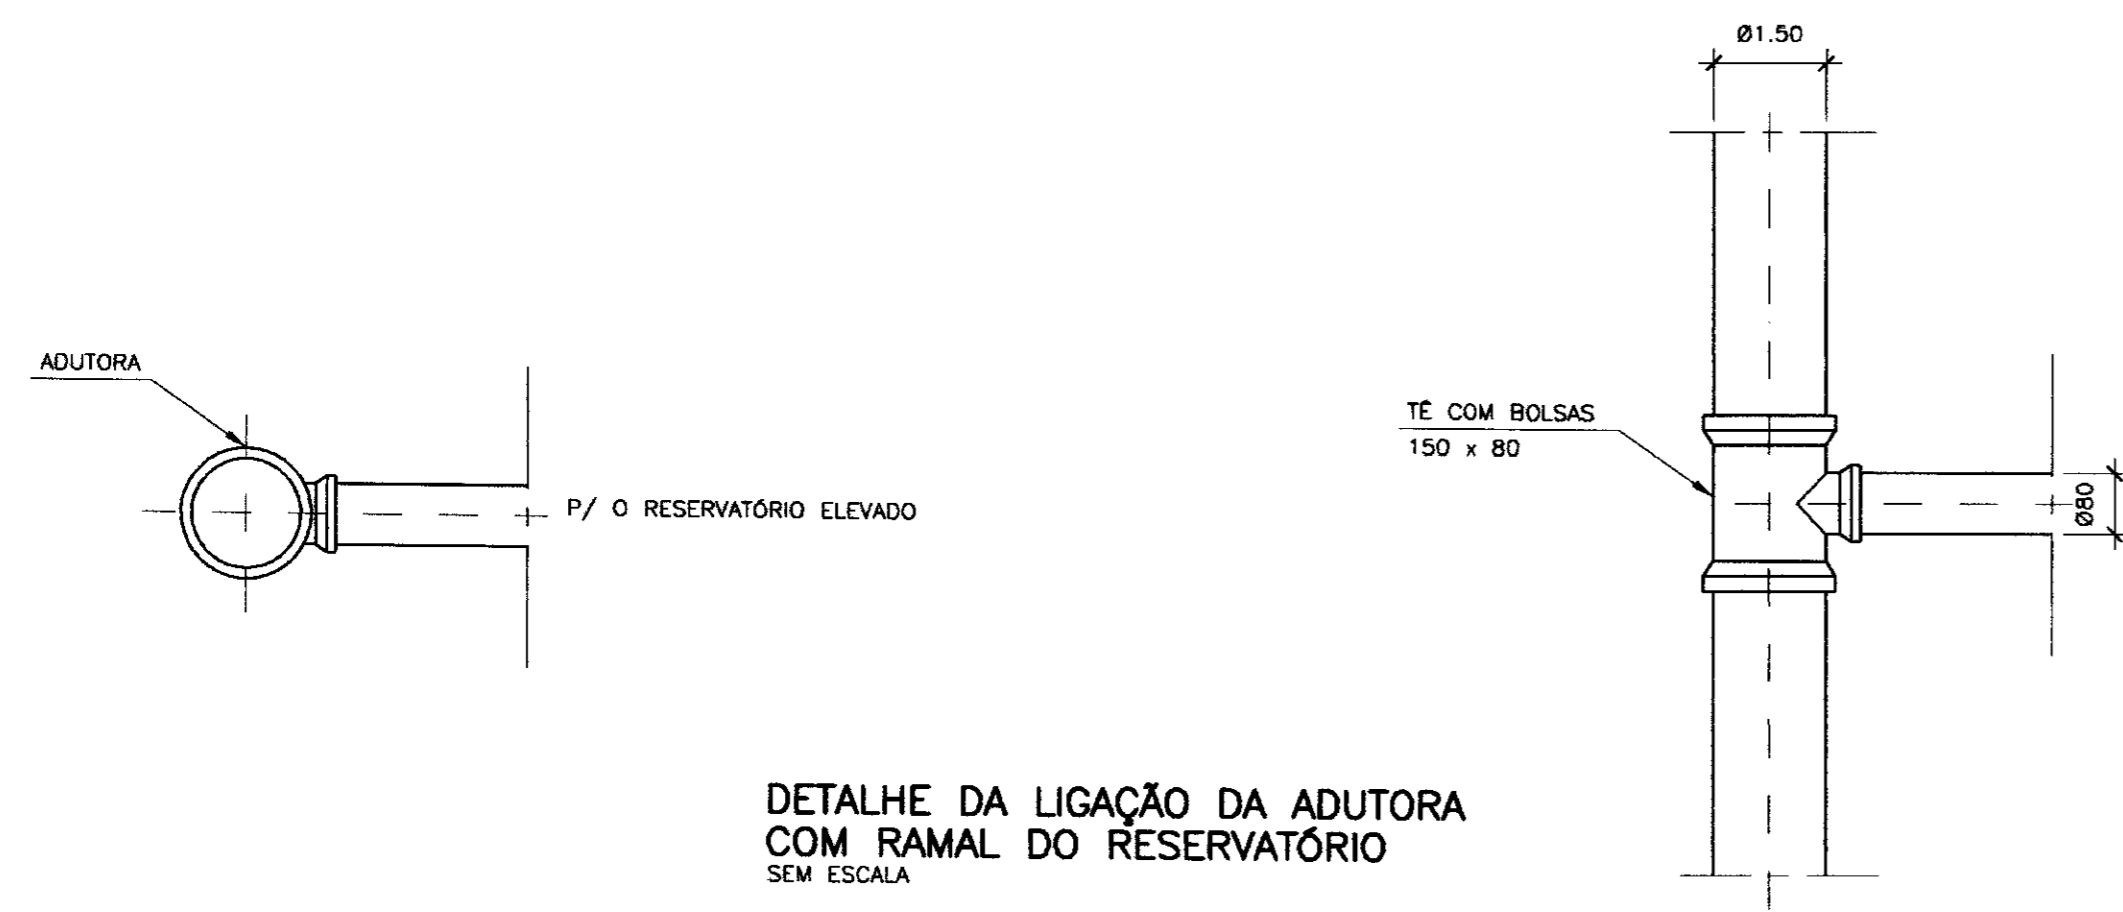 Ø1.50
ADUTORA
P/ O RESERVATÓRIO ELEVADO
TÊ COM BOLSAS
150 x 80
Ø80
DETALHE DA LIGAÇÃO DA ADUTORA
COM RAMAL DO RESERVATÓRIO
SEM ESCALA